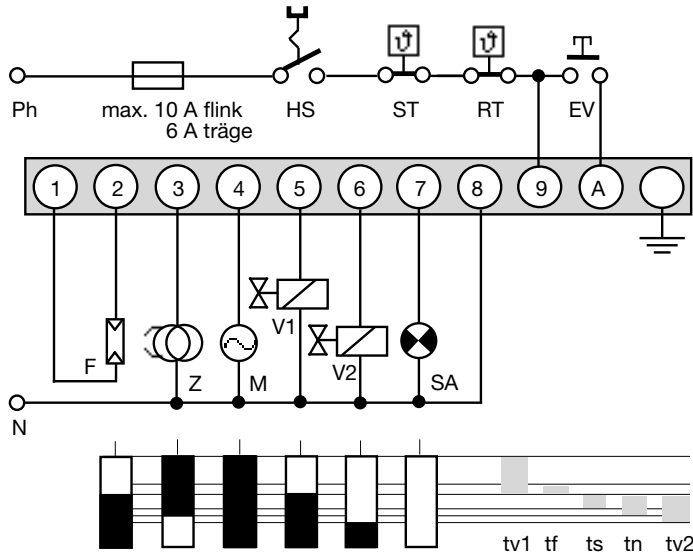 ϑ ϑ
Ph max. 10 A flink HS ST RT EV
6 A träge
1 2 3 4 5 6 7 8 9 A
V1
F Z M V2 SA
N
tv1 tf ts tn tv2